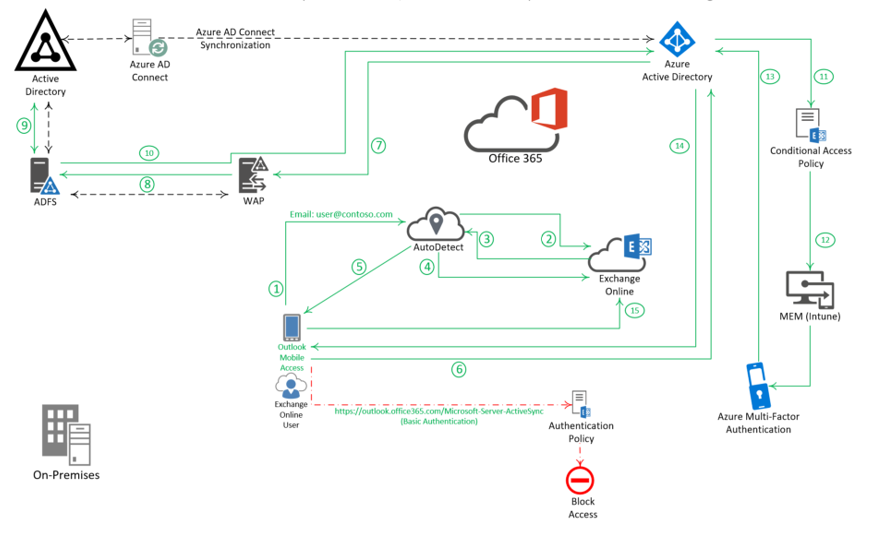 Azure AD Connect
Synchronization
Active
Directory
Azure AD
Connect
Azure
Active Directory
13
11
9
10
7
14
Office 365
Conditional Access
Policy
8
ADFS
WAP
Email: user@contoso.com
AutoDetect
2
3
12
5
4
Exchange
Online
1
15
MEM (Intune)
Outlook
Mobile
Access
6
Exchange
Online
User
https://outlook.office365.com/Microsoft-Server-ActiveSync
(Basic Authentication)
Authentication
Policy
Azure Multi-Factor
Authentication
On-Premises
Block
Access